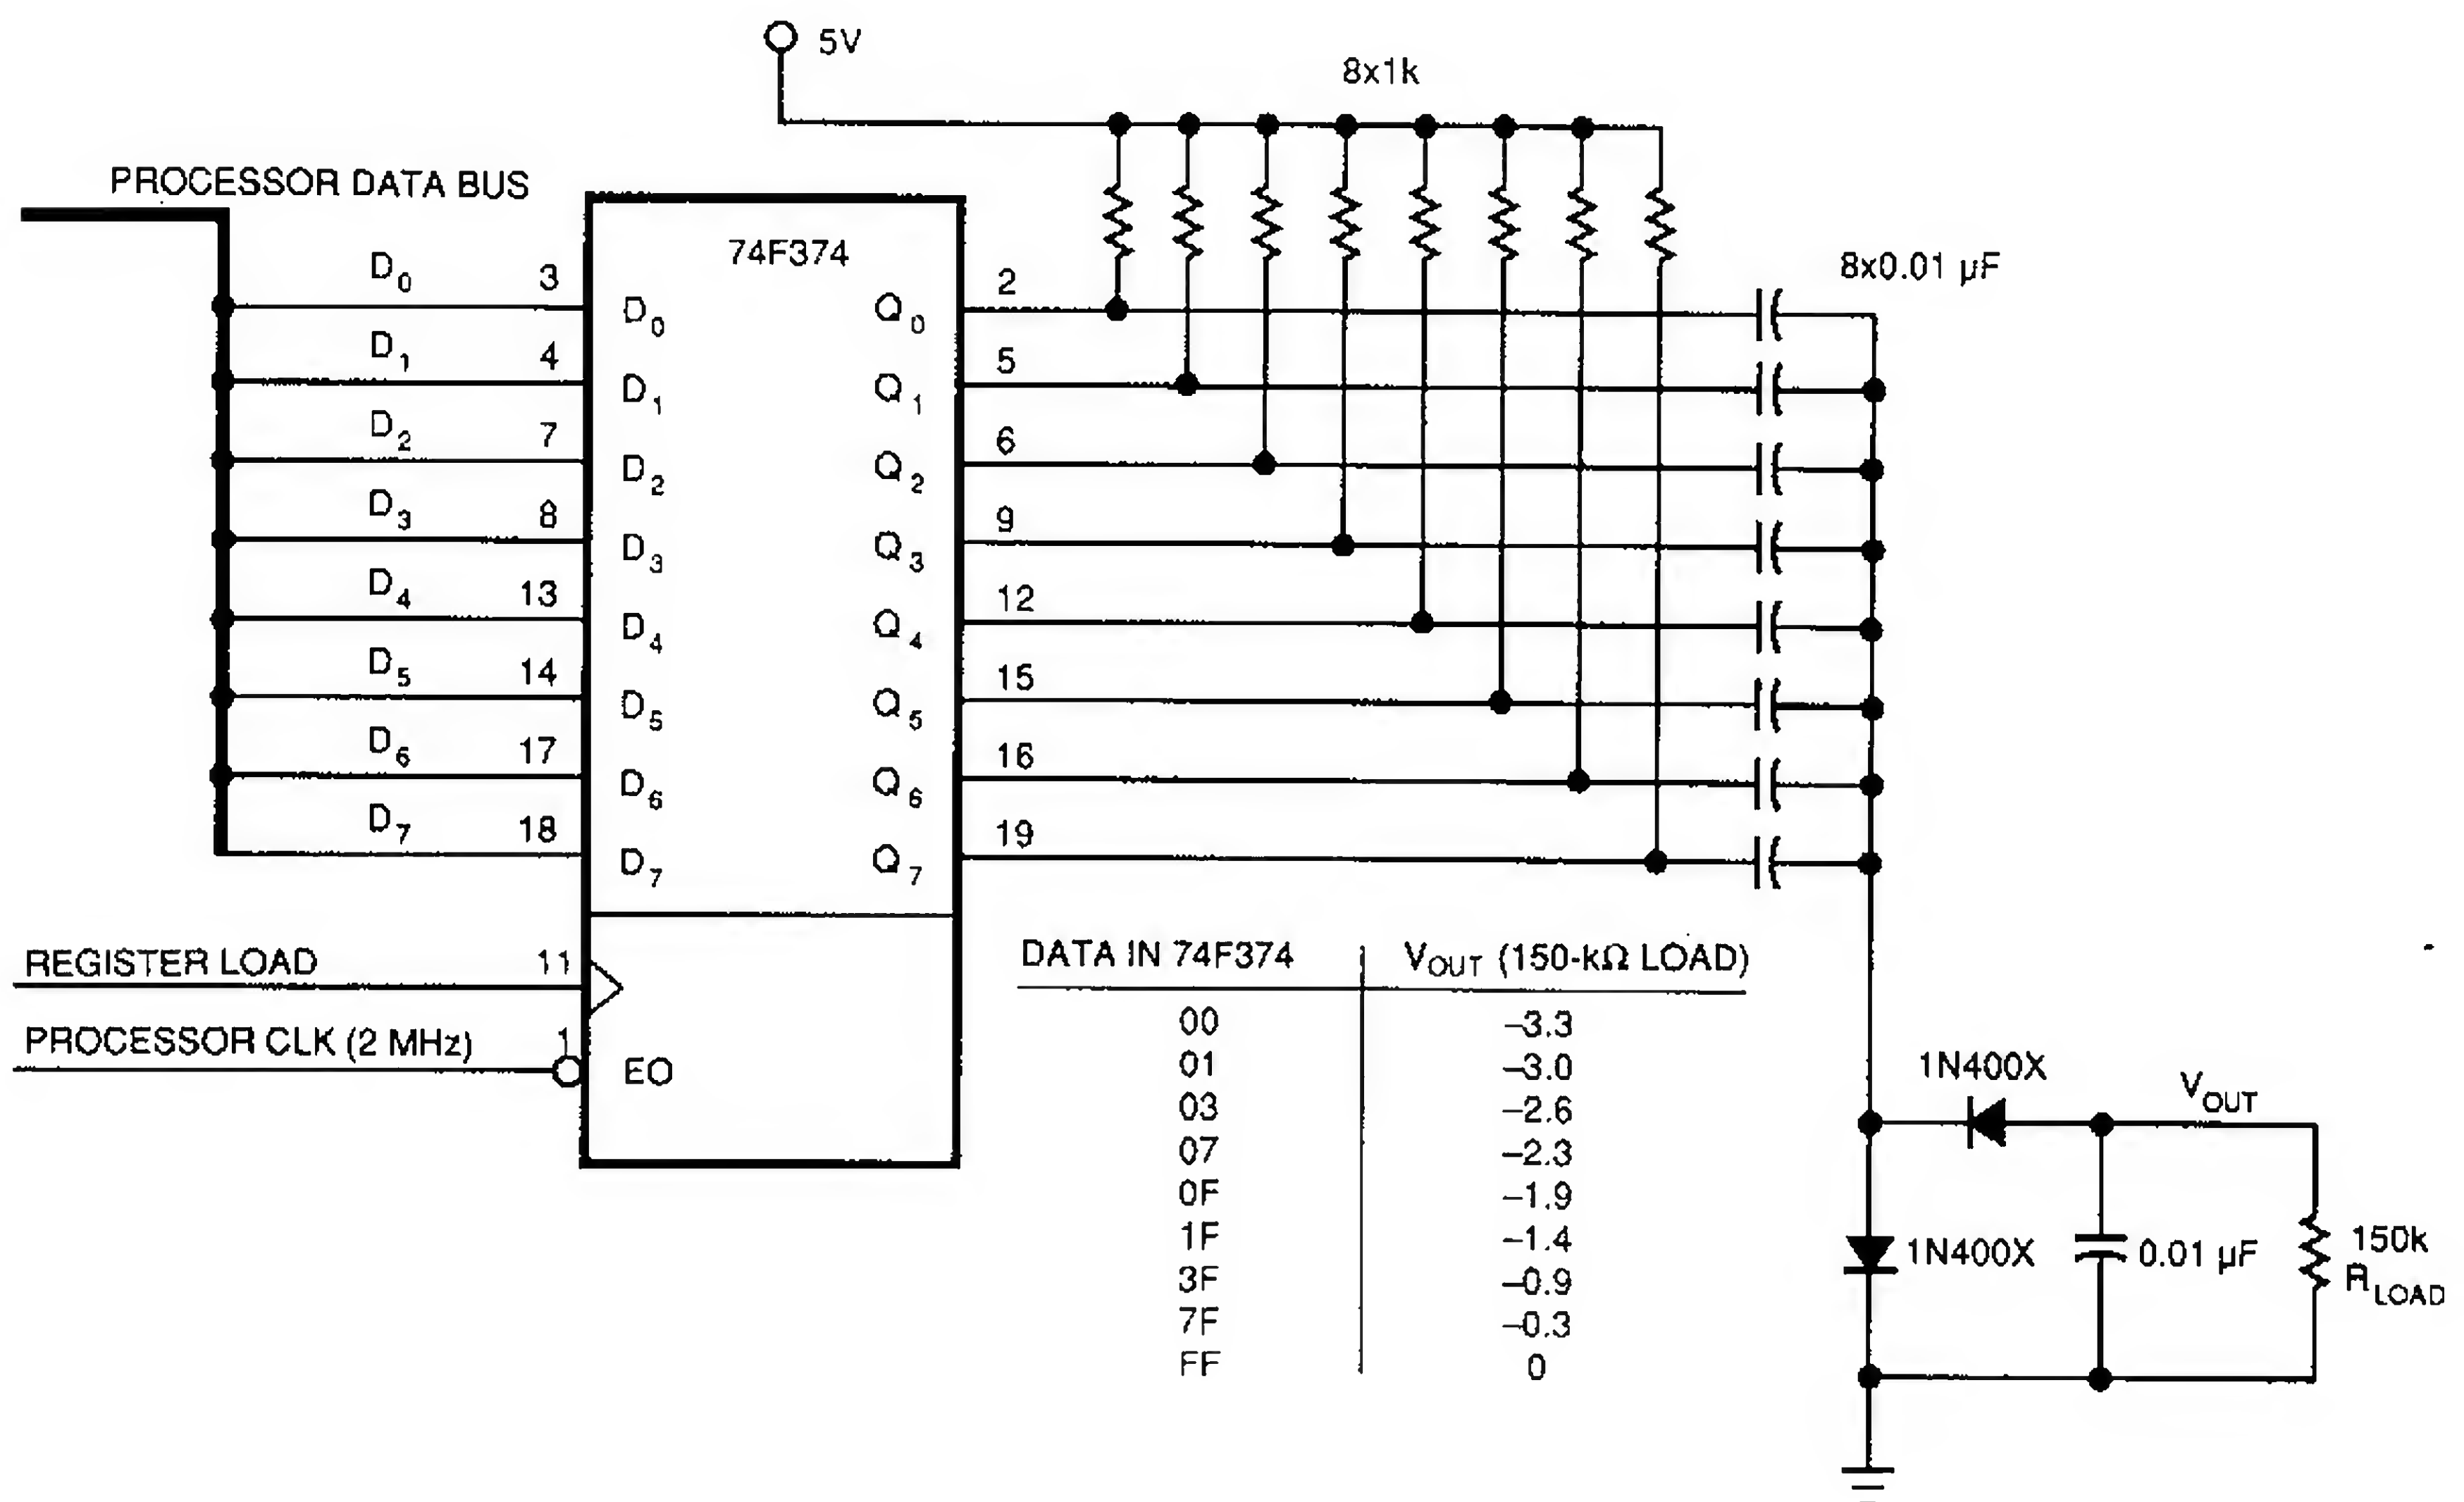 5V
8x1k
PROCESSOR DATA BUS
74F374
8x0.01 µF
D0 3 D0 Q0 2
D1 4 D1 Q1 5
D2 7 D2 Q2 6
D3 8 D3 Q3 9
D4 13 D4 Q4 12
D5 14 D5 Q5 15
D6 17 D6 Q6 16
D7 18 D7 Q7 19
REGISTER LOAD 11
PROCESSOR CLK (2 MHz) 1 EO
DATA IN 74F374 VOUT (150-kΩ LOAD)
00 –3.3
01 –3.0
03 –2.6
07 –2.3
0F –1.9
1F –1.4
3F –0.9
7F –0.3
FF 0
1N400X
VOUT
1N400X
0.01 µF
150k
RLOAD